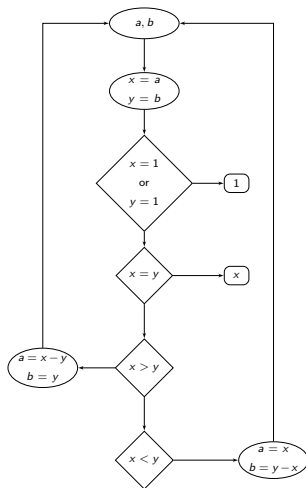 a, b
x = a
y = b
x = 1
or
y = 1
1
x = y
x
x > y
a = x − y
b = y
x < y
a = x
b = y − x